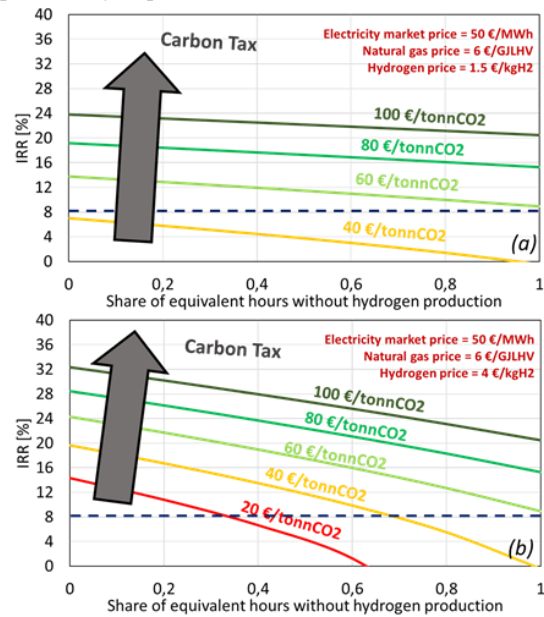 40
36
32
28
24
20
16
12
8
4
0
IRR [%]
Carbon Tax
Electricity market price = 50 €/MWh
Natural gas price = 6 €/GJLHV
Hydrogen price = 1.5 €/kgH2
100 €/tonnCO2
80 €/tonnCO2
60 €/tonnCO2
40 €/tonnCO2
(a)
0 0,2 0,4 0,6 0,8 1
Share of equivalent hours without hydrogen production
40
36
32
28
24
20
16
12
8
4
0
IRR [%]
Carbon Tax
Electricity market price = 50 €/MWh
Natural gas price = 6 €/GJLHV
Hydrogen price = 4 €/kgH2
100 €/tonnCO2
80 €/tonnCO2
60 €/tonnCO2
40 €/tonnCO2
20 €/tonnCO2
(b)
0 0,2 0,4 0,6 0,8 1
Share of equivalent hours without hydrogen production